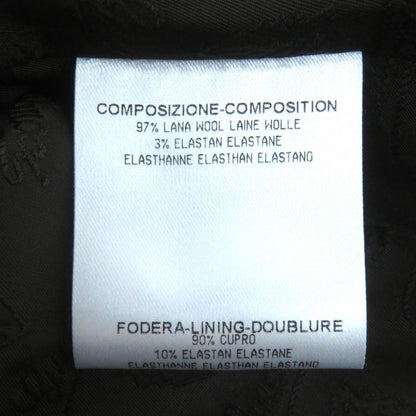 COMPOSIZIONE-COMPOSITION
97% LANA WOOL LAINE WOLLE
3% ELASTAN ELASTANE
ELASTHANNE ELASTHAN ELASTANO
FODERA-LINING-DOUBLURE
90% CUPRO
10% ELASTAN ELASTANE
ELASTHANNE ELASTHAN ELASTANO